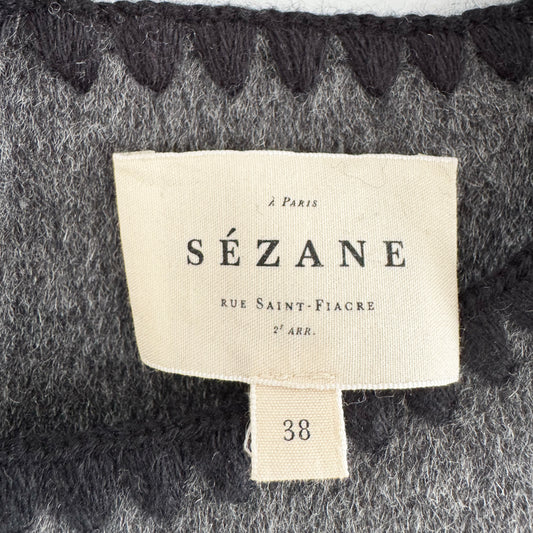 À PARIS
SÉZANE
RUE SAINT-FIACRE
2E ARR.
38